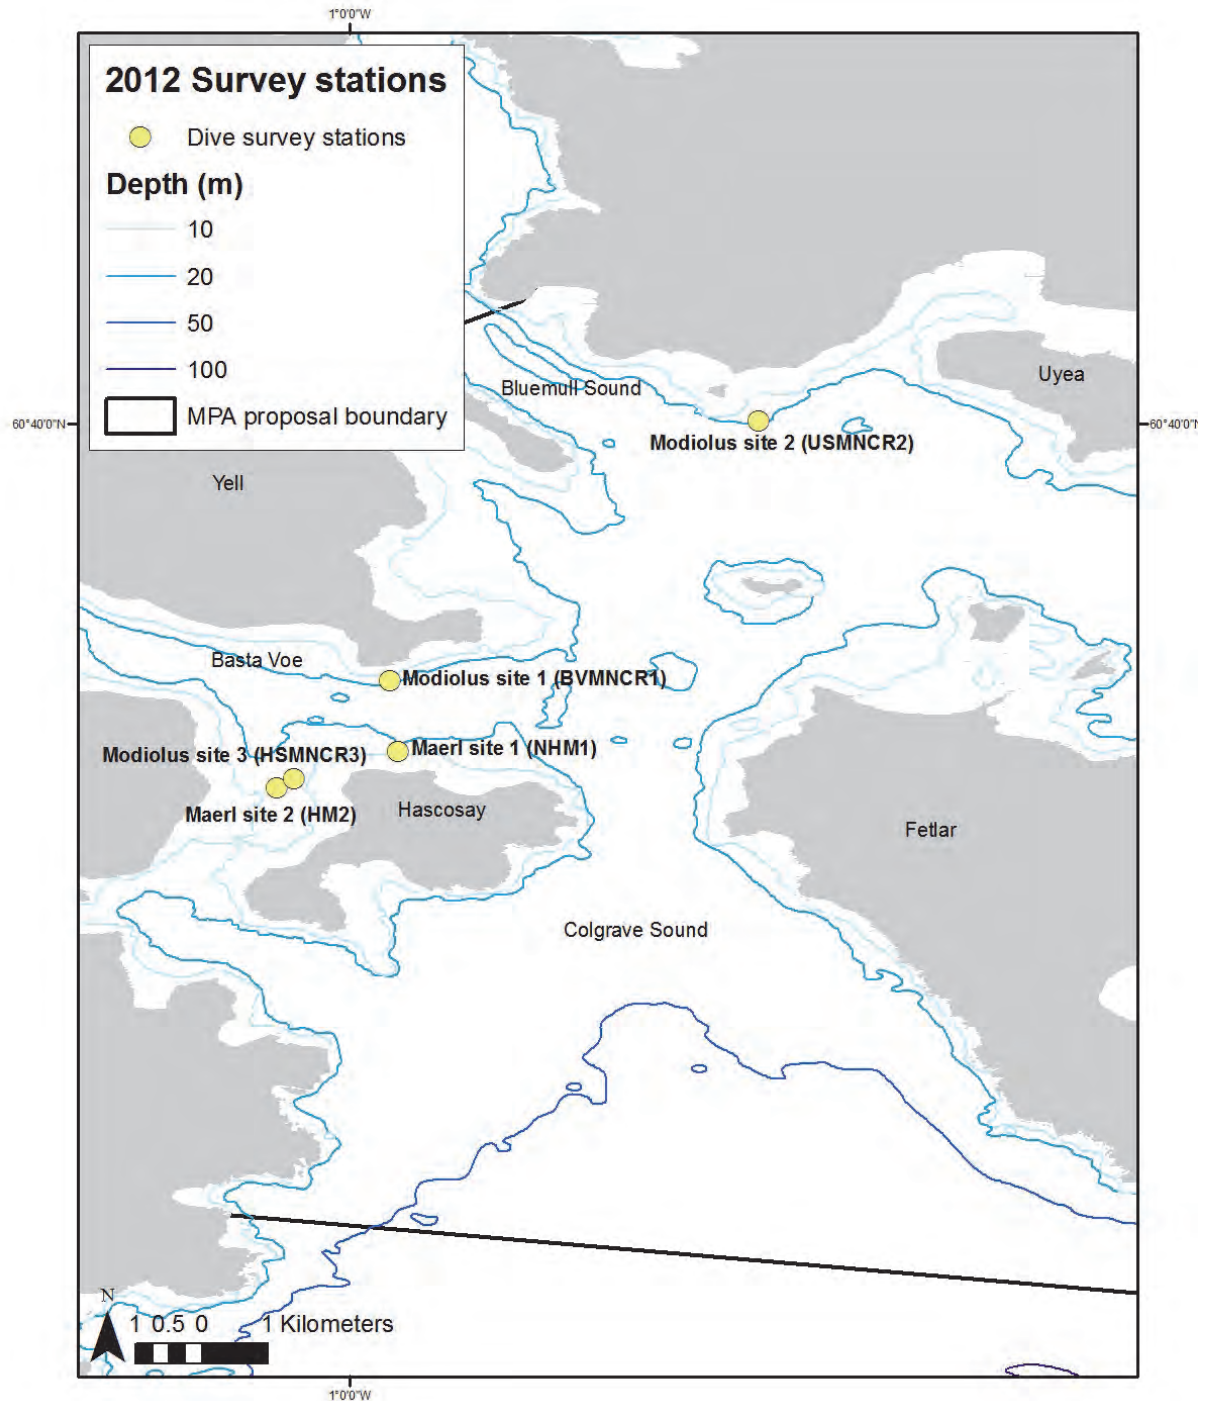 1°0'0"W
2012 Survey stations
Dive survey stations
Depth (m)
10
20
50
100
MPA proposal boundary
Bluemull Sound
Uyea
60°40'0"N
60°40'0"N
Modiolus site 2 (USMNCR2)
Yell
Basta Voe
Modiolus site 1 (BVMNCR1)
Maerl site 1 (NHM1)
Modiolus site 3 (HSMNCR3)
Maerl site 2 (HM2)
Hascosay
Fetlar
Colgrave Sound
N
1 0.5 0 1 Kilometers
1°0'0"W